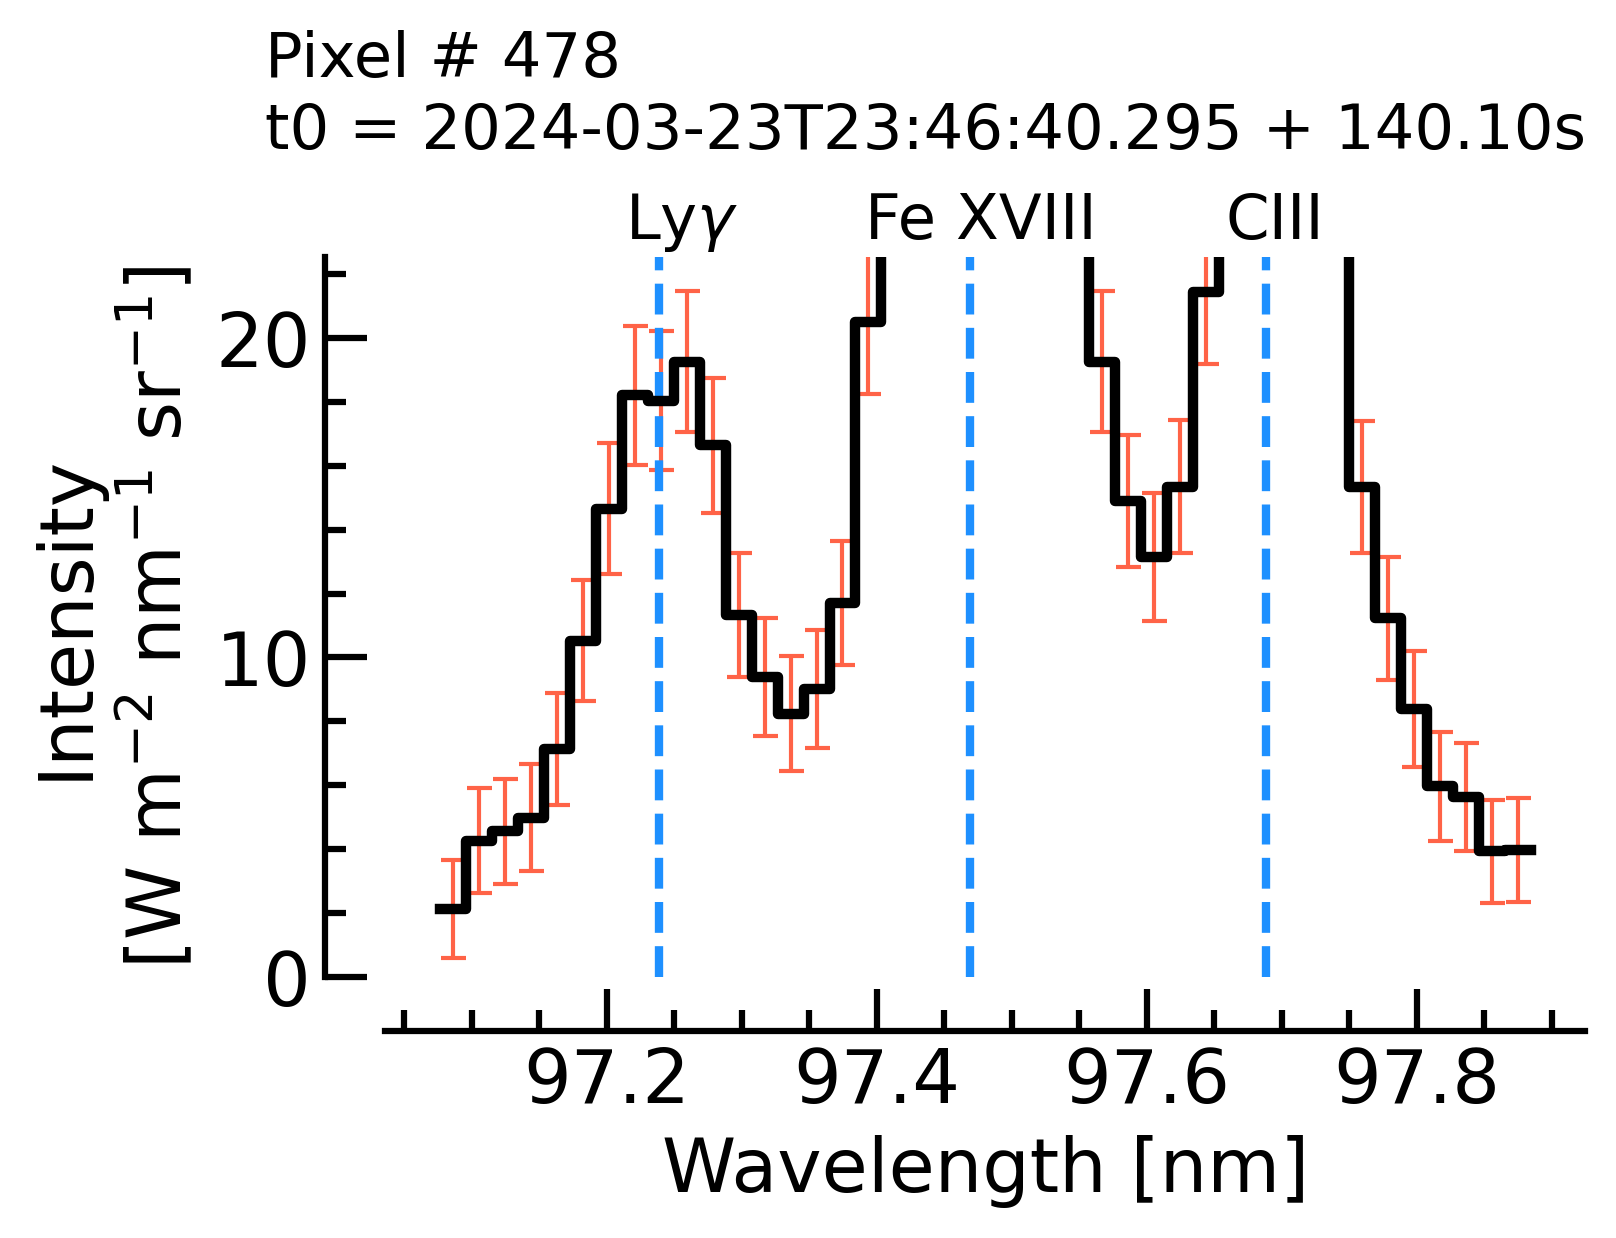 Pixel # 478
t0 = 2024-03-23T23:46:40.295 + 140.10s
Lyγ Fe XVIII CIII
Intensity
[W m⁻² nm⁻¹ sr⁻¹]
20
10
0
97.2 97.4 97.6 97.8
Wavelength [nm]